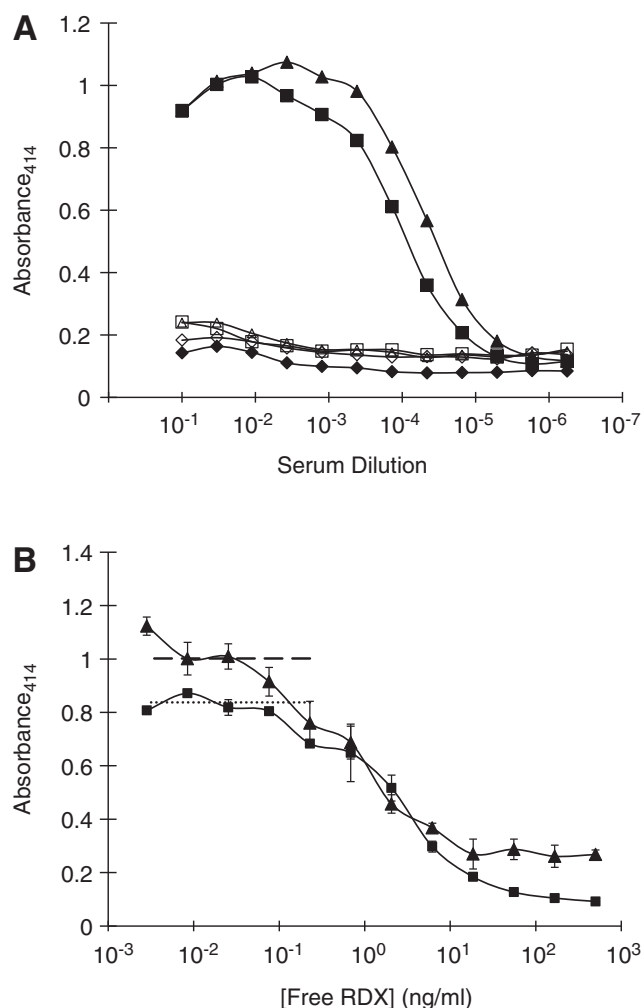 A
1.2
1
0.8
0.6
0.4
0.2
0
Absorbance₄₁₄
10⁻¹ 10⁻² 10⁻³ 10⁻⁴ 10⁻⁵ 10⁻⁶ 10⁻⁷
Serum Dilution
B
1.4
1.2
1
0.8
0.6
0.4
0.2
0
Absorbance₄₁₄
10⁻³ 10⁻² 10⁻¹ 10⁰ 10¹ 10² 10³
[Free RDX] (ng/ml)